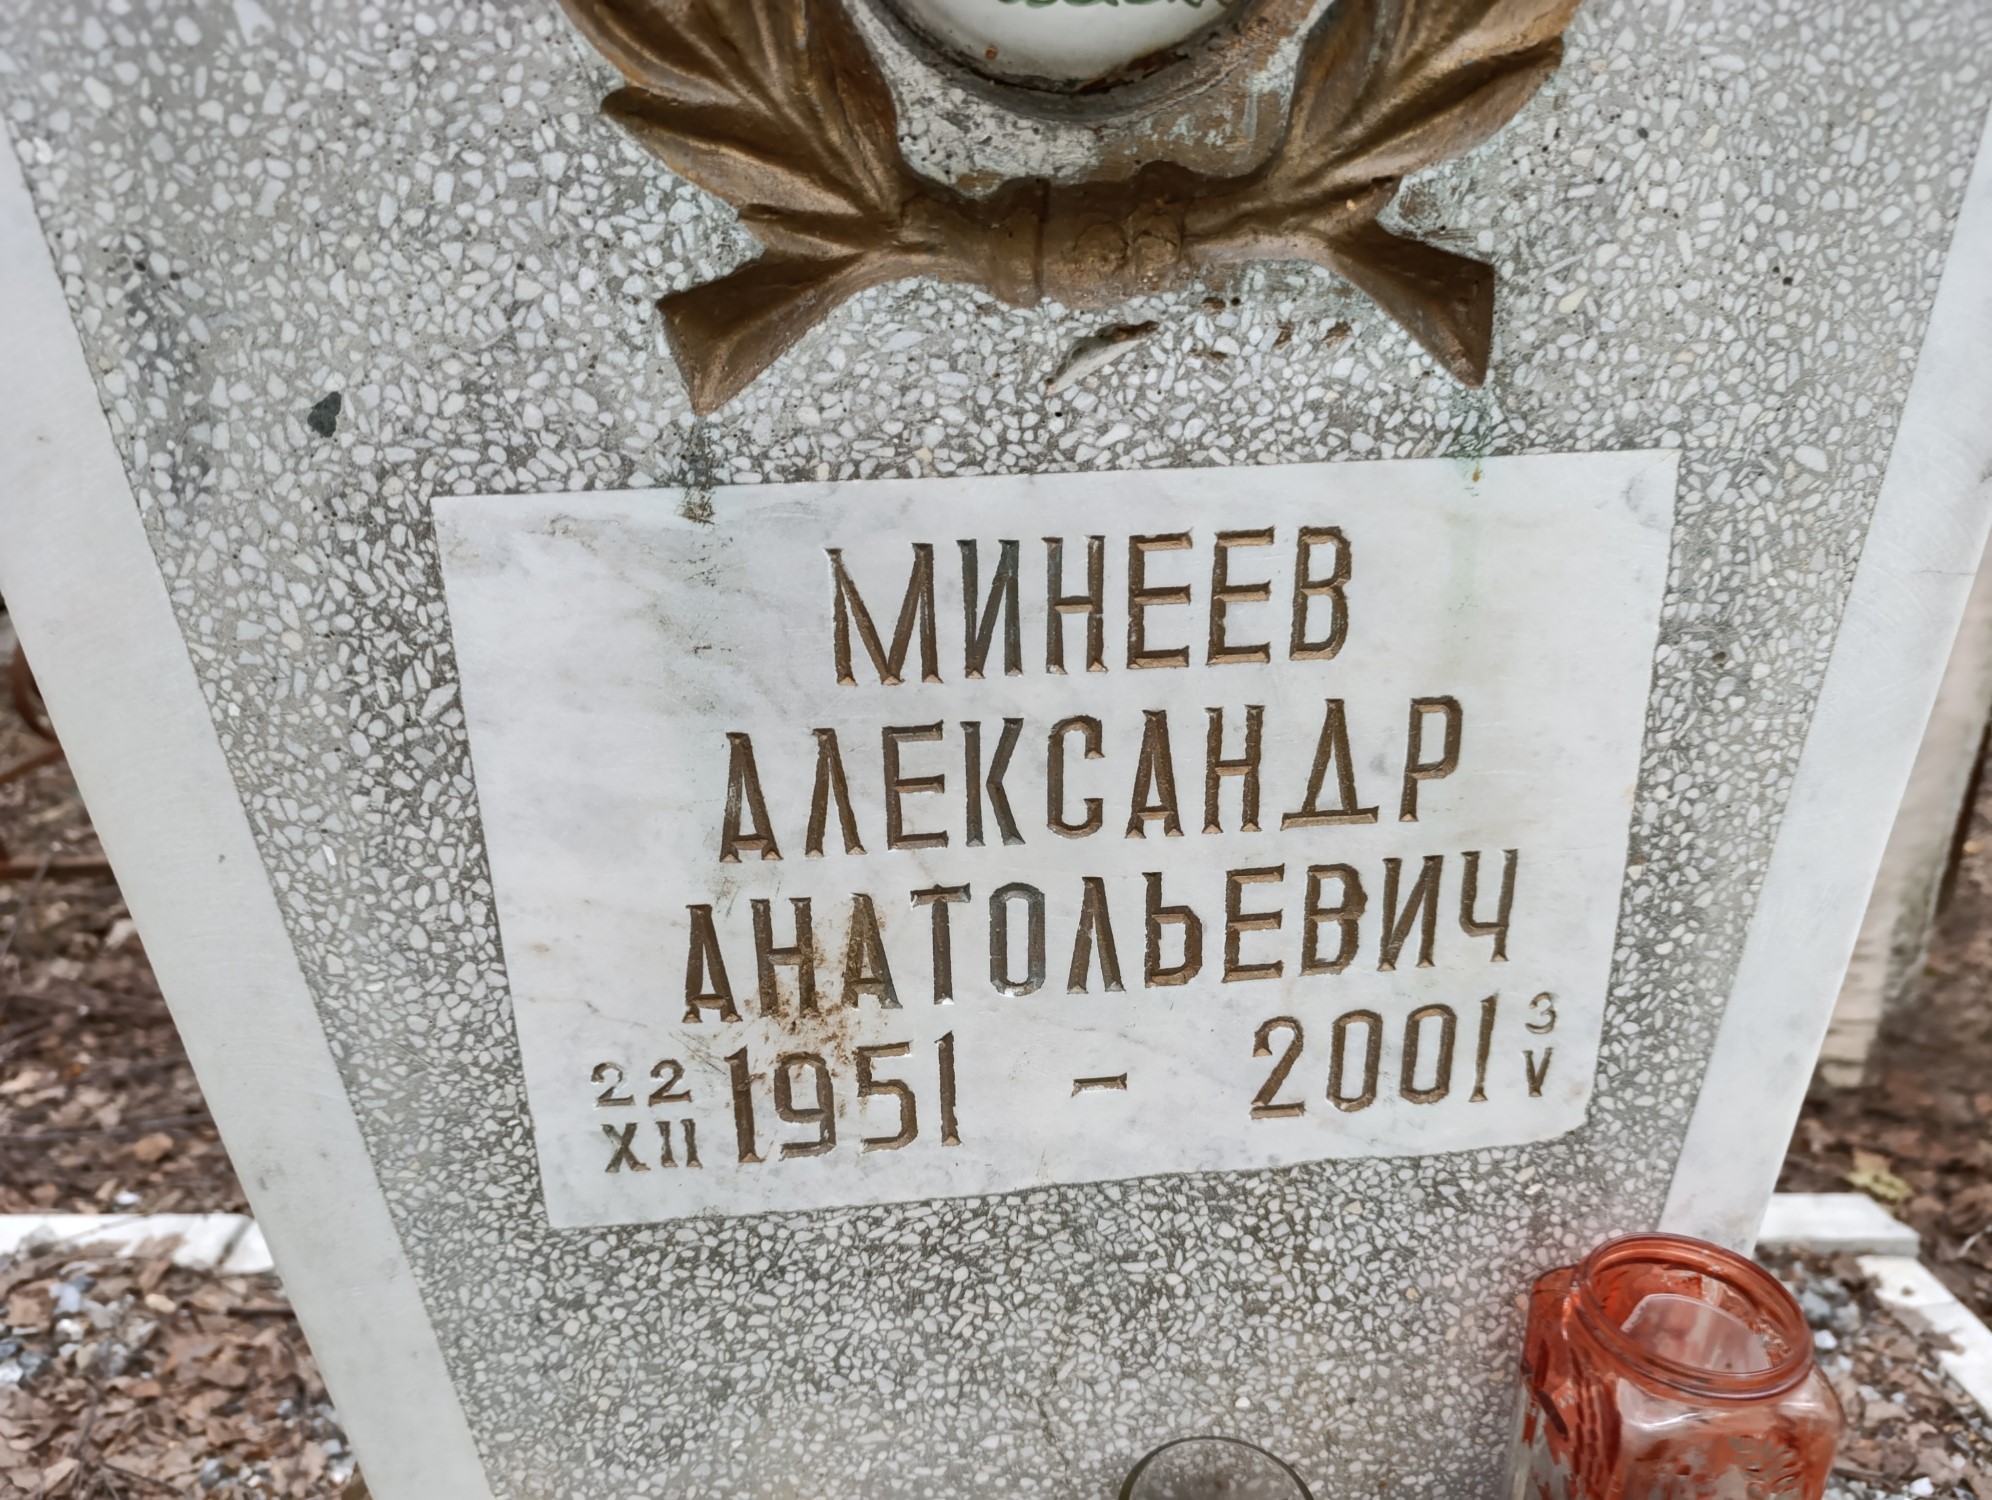 МИНЕЕВ
АЛЕКСАНДР
АНАТОЛЬЕВИЧ
22 XII 1951 - 2001 3 V